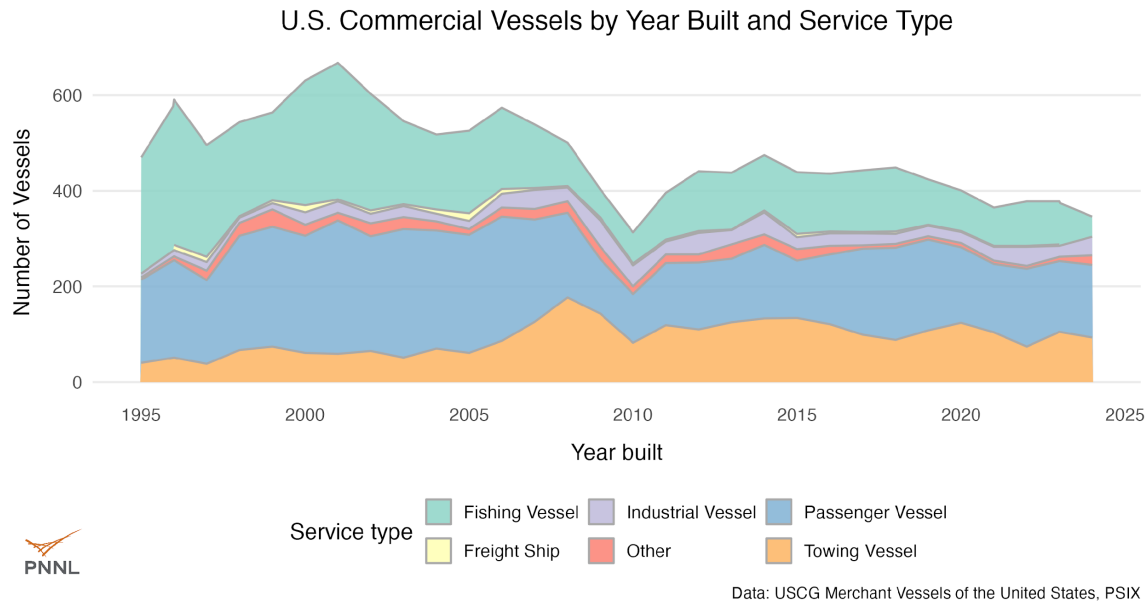 U.S. Commercial Vessels by Year Built and Service Type
Number of Vessels
600
400
200
0
1995 2000 2005 2010 2015 2020 2025
Year built
Service type
Fishing Vessel Industrial Vessel Passenger Vessel
Freight Ship Other Towing Vessel
PNNL
Data: USCG Merchant Vessels of the United States, PSIX